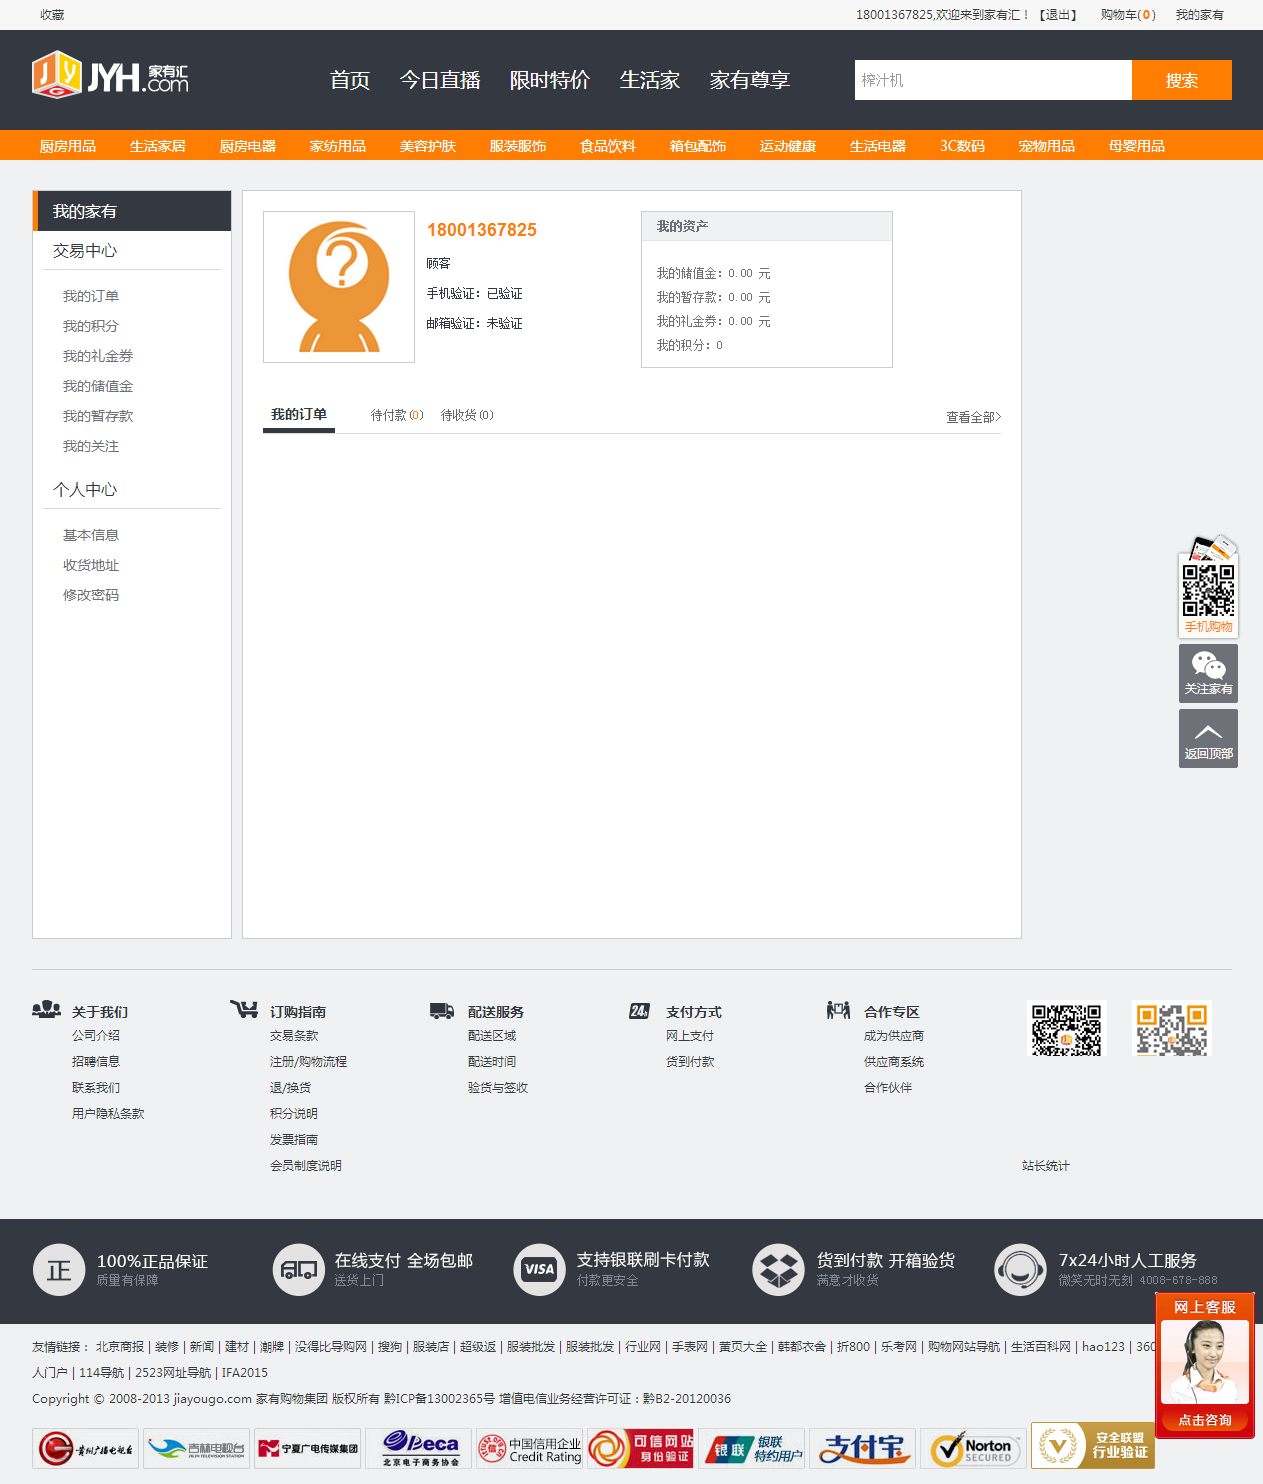 收藏
18001367825,欢迎来到家有汇！【退出】 购物车(0) 我的家有
JYH.com 家有汇
首页 今日直播 限时特价 生活家 家有尊享
榨汁机 搜索
厨房用品 生活家居 厨房电器 家纺用品 美容护肤 服装服饰 食品饮料 箱包配饰 运动健康 生活电器 3C数码 宠物用品 母婴用品
我的家有
交易中心
我的订单
我的积分
我的礼金券
我的储值金
我的暂存款
我的关注
个人中心
基本信息
收货地址
修改密码
18001367825
顾客
手机验证：已验证
邮箱验证：未验证
我的资产
我的储值金：0.00 元
我的暂存款：0.00 元
我的礼金券：0.00 元
我的积分：0
我的订单 待付款(0) 待收货(0) 查看全部>
手机购物
关注家有
返回顶部
关于我们
公司介绍
招聘信息
联系我们
用户隐私条款
订购指南
交易条款
注册/购物流程
退/换货
积分说明
发票指南
会员制度说明
配送服务
配送区域
配送时间
验货与签收
24h 支付方式
网上支付
货到付款
合作专区
成为供应商
供应商系统
合作伙伴
站长统计
正 100%正品保证
质量有保障
在线支付 全场包邮
送货上门
VISA 支持银联刷卡付款
付款更安全
货到付款 开箱验货
满意才收货
7x24小时人工服务
微笑无时无刻 4008-678-888
网上客服
点击咨询
友情链接： 北京商报 | 装修 | 新闻 | 建材 | 潮牌 | 没得比导购网 | 搜狗 | 服装店 | 超级返 | 服装批发 | 服装批发 | 行业网 | 手表网 | 黄页大全 | 韩都衣舍 | 折800 | 乐考网 | 购物网站导航 | 生活百科网 | hao123 | 360
人门户 | 114导航 | 2523网址导航 | IFA2015
Copyright © 2008-2013 jiayougo.com 家有购物集团 版权所有 黔ICP备13002365号 增值电信业务经营许可证：黔B2-20120036
贵州广播电视台
吉林电视台 JILIN TELEVISION STATION
宁夏广电传媒集团
Beca 北京电子商务协会
中国信用企业 Credit Rating
可信网站 身份验证
银联 银联特约用户
支付宝
Norton SECURED
安全联盟 行业验证